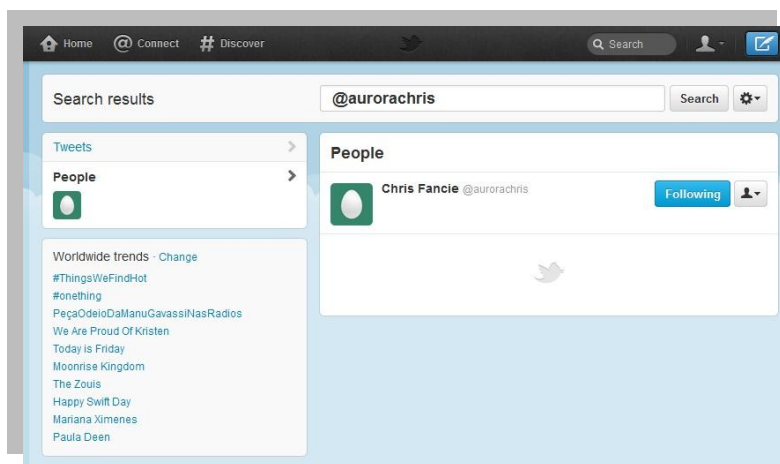 Home @ Connect # Discover Search
Search results @aurorachris Search
Tweets
People
Worldwide trends · Change
#ThingsWeFindHot
#onething
PeçaOdeioDaManuGavassiNasRadios
We Are Proud Of Kristen
Today is Friday
Moonrise Kingdom
The Zouis
Happy Swift Day
Mariana Ximenes
Paula Deen
People
Chris Fancie @aurorachris Following